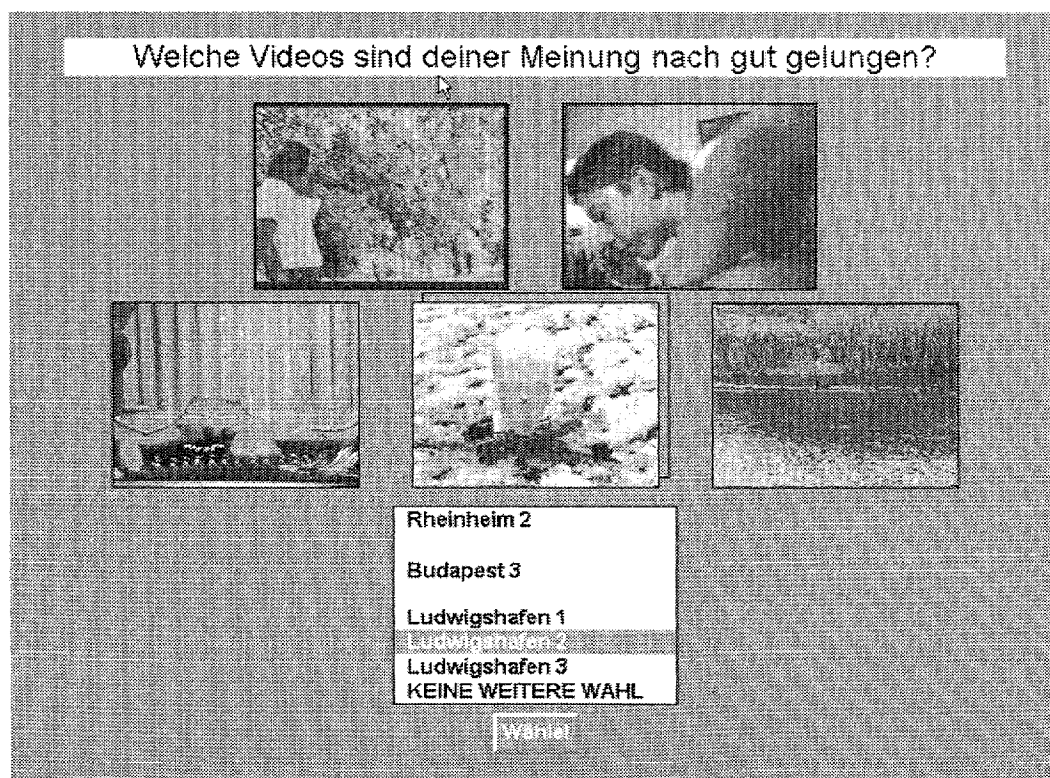 Welche Videos sind deiner Meinung nach gut gelungen?
Rheinheim 2
Budapest 3
Ludwigshafen 1
Ludwigshafen 2
Ludwigshafen 3
KEINE WEITERE WAHL
Wähle!